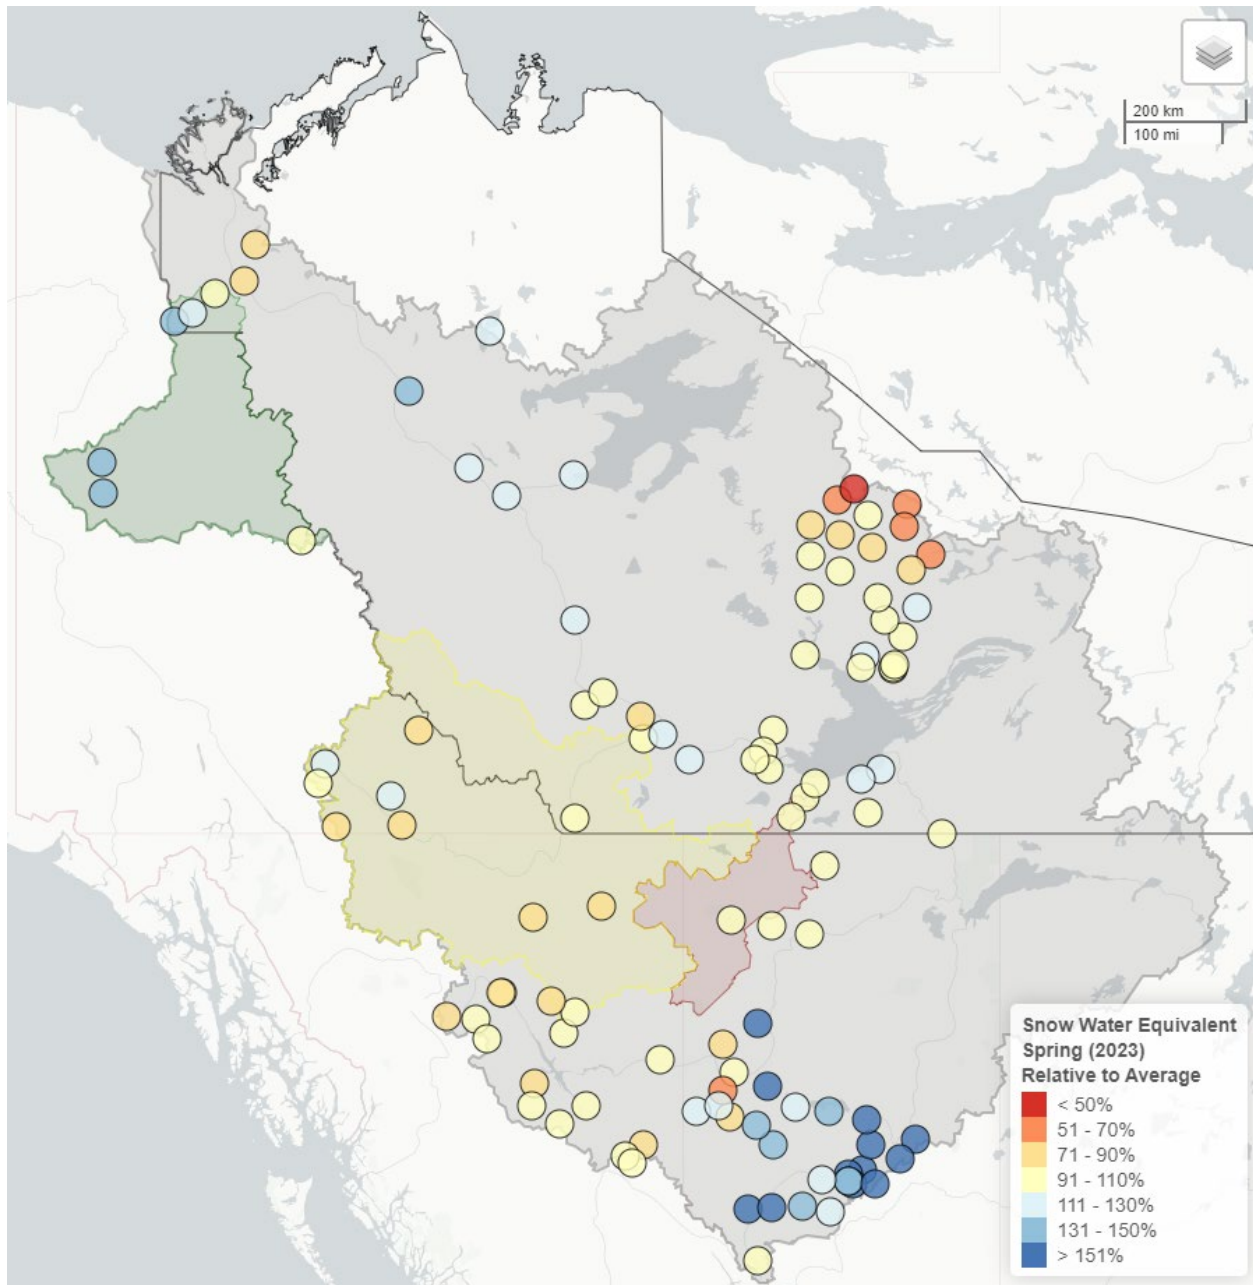 200 km
100 mi
Snow Water Equivalent
Spring (2023)
Relative to Average
< 50%
51 - 70%
71 - 90%
91 - 110%
111 - 130%
131 - 150%
> 151%